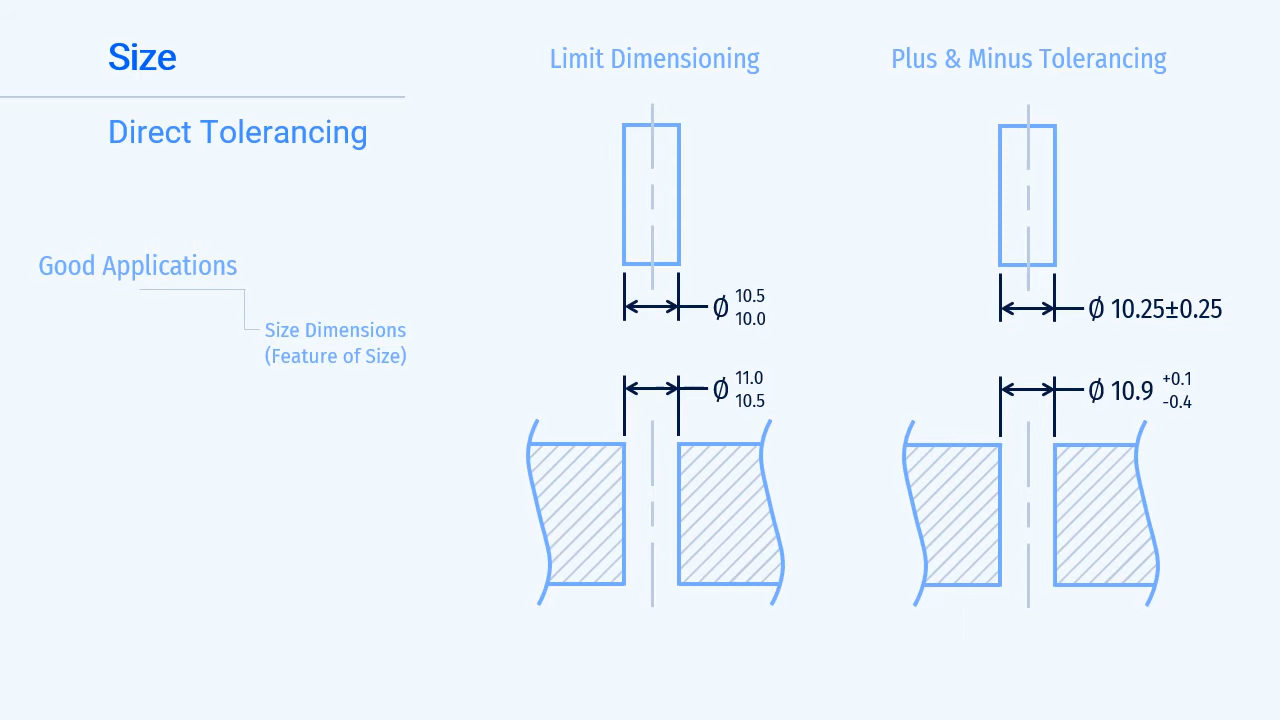 Size
Direct Tolerancing
Good Applications
Size Dimensions
(Feature of Size)
Limit Dimensioning
Ø 10.5
10.0
Ø 11.0
10.5
Plus & Minus Tolerancing
Ø 10.25±0.25
Ø 10.9 +0.1
-0.4